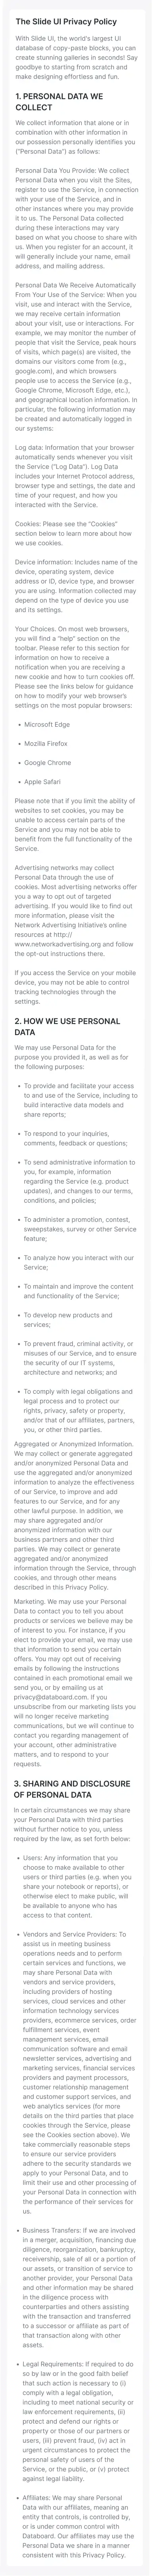 The Slide UI Privacy Policy
With Slide UI, the world's largest UI
database of copy-paste blocks, you can
create stunning galleries in seconds! Say
goodbye to starting from scratch and
make designing effortless and fun.
1. PERSONAL DATA WE
COLLECT
We collect information that alone or in
combination with other information in
our possession personally identifies you
("Personal Data") as follows:
Personal Data You Provide: We collect
Personal Data when you visit the Sites,
register to use the Service, in connection
with your use of the Service, and in
other instances where you may provide
it to us. The Personal Data collected
during these interactions may vary
based on what you choose to share with
us. When you register for an account, it
will generally include your name, email
address, and mailing address.
Personal Data We Receive Automatically
From Your Use of the Service: When you
visit, use and interact with the Service,
we may receive certain information
about your visit, use or interactions. For
example, we may monitor the number of
people that visit the Service, peak hours
of visits, which page(s) are visited, the
domains our visitors come from (e.g.,
google.com), and which browsers
people use to access the Service (e.g.,
Google Chrome, Microsoft Edge, etc.),
and geographical location information. In
particular, the following information may
be created and automatically logged in
our systems:
Log data: Information that your browser
automatically sends whenever you visit
the Service ("Log Data"). Log Data
includes your Internet Protocol address,
browser type and settings, the date and
time of your request, and how you
interacted with the Service.
Cookies: Please see the "Cookies"
section below to learn more about how
we use cookies.
Device information: Includes name of the
device, operating system, device
address or ID, device type, and browser
you are using. Information collected may
depend on the type of device you use
and its settings.
Your Choices. On most web browsers,
you will find a "help" section on the
toolbar. Please refer to this section for
information on how to receive a
notification when you are receiving a
new cookie and how to turn cookies off.
Please see the links below for guidance
on how to modify your web browser's
settings on the most popular browsers:
• Microsoft Edge
• Mozilla Firefox
• Google Chrome
• Apple Safari
Please note that if you limit the ability of
websites to set cookies, you may be
unable to access certain parts of the
Service and you may not be able to
benefit from the full functionality of the
Service.
Advertising networks may collect
Personal Data through the use of
cookies. Most advertising networks offer
you a way to opt out of targeted
advertising. If you would like to find out
more information, please visit the
Network Advertising Initiative's online
resources at http://
www.networkadvertising.org and follow
the opt-out instructions there.
If you access the Service on your mobile
device, you may not be able to control
tracking technologies through the
settings.
2. HOW WE USE PERSONAL
DATA
We may use Personal Data for the
purpose you provided it, as well as for
the following purposes:
• To provide and facilitate your access
to and use of the Service, including to
build interactive data models and
share reports;
• To respond to your inquiries,
comments, feedback or questions;
• To send administrative information to
you, for example, information
regarding the Service (e.g. product
updates), and changes to our terms,
conditions, and policies;
• To administer a promotion, contest,
sweepstakes, survey or other Service
feature;
• To analyze how you interact with our
Service;
• To maintain and improve the content
and functionality of the Service;
• To develop new products and
services;
• To prevent fraud, criminal activity, or
misuses of our Service, and to ensure
the security of our IT systems,
architecture and networks; and
• To comply with legal obligations and
legal process and to protect our
rights, privacy, safety or property,
and/or that of our affiliates, partners,
you, or other third parties.
Aggregated or Anonymized Information.
We may collect or generate aggregated
and/or anonymized Personal Data and
use the aggregated and/or anonymized
information to analyze the effectiveness
of our Service, to improve and add
features to our Service, and for any
other lawful purpose. In addition, we
may share aggregated and/or
anonymized information with our
business partners and other third
parties. We may collect or generate
aggregated and/or anonymized
information through the Service, through
cookies, and through other means
described in this Privacy Policy.
Marketing. We may use your Personal
Data to contact you to tell you about
products or services we believe may be
of interest to you. For instance, if you
elect to provide your email, we may use
that information to send you certain
offers. You may opt out of receiving
emails by following the instructions
contained in each promotional email we
send you, or by emailing us at
privacy@databoard.com. If you
unsubscribe from our marketing lists you
will no longer receive marketing
communications, but we will continue to
contact you regarding management of
your account, other administrative
matters, and to respond to your
requests.
3. SHARING AND DISCLOSURE
OF PERSONAL DATA
In certain circumstances we may share
your Personal Data with third parties
without further notice to you, unless
required by the law, as set forth below:
• Users: Any information that you
choose to make available to other
users or third parties (e.g. when you
share your notebook or reports), or
otherwise elect to make public, will
be available to anyone who has
access to that content.
• Vendors and Service Providers: To
assist us in meeting business
operations needs and to perform
certain services and functions, we
may share Personal Data with
vendors and service providers,
including providers of hosting
services, cloud services and other
information technology services
providers, ecommerce services, order
fulfillment services, event
management services, email
communication software and email
newsletter services, advertising and
marketing services, financial services
providers and payment processors,
customer relationship management
and customer support services, and
web analytics services (for more
details on the third parties that place
cookies through the Service, please
see the Cookies section above). We
take commercially reasonable steps
to ensure our service providers
adhere to the security standards we
apply to your Personal Data, and to
limit their use and other processing of
your Personal Data in connection with
the performance of their services for
us.
• Business Transfers: If we are involved
in a merger, acquisition, financing due
diligence, reorganization, bankruptcy,
receivership, sale of all or a portion of
our assets, or transition of service to
another provider, your Personal Data
and other information may be shared
in the diligence process with
counterparties and others assisting
with the transaction and transferred
to a successor or affiliate as part of
that transaction along with other
assets.
• Legal Requirements: If required to do
so by law or in the good faith belief
that such action is necessary to (i)
comply with a legal obligation,
including to meet national security or
law enforcement requirements, (ii)
protect and defend our rights or
property or those of our partners or
users, (iii) prevent fraud, (iv) act in
urgent circumstances to protect the
personal safety of users of the
Service, or the public, or (v) protect
against legal liability.
• Affiliates: We may share Personal
Data with our affiliates, meaning an
entity that controls, is controlled by,
or is under common control with
Databoard. Our affiliates may use the
Personal Data we share in a manner
consistent with this Privacy Policy.